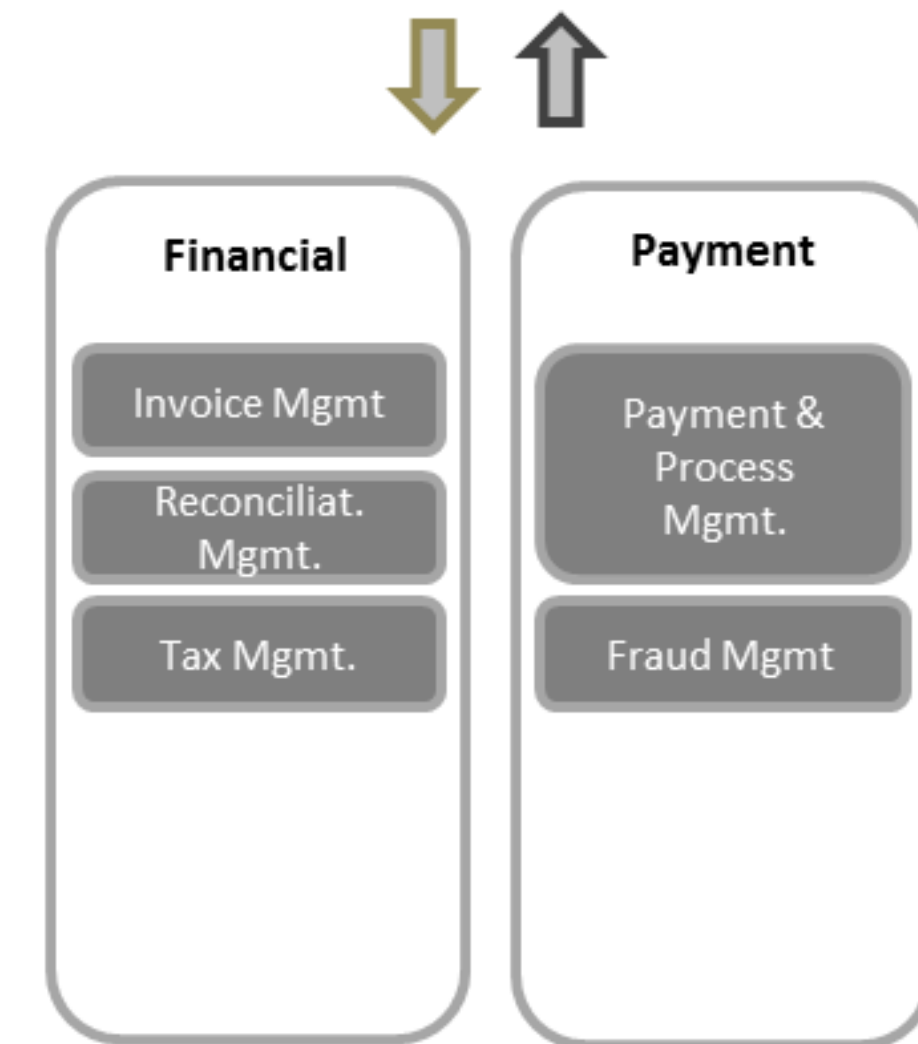 Financial
Invoice Mgmt
Reconciliat.
Mgmt.
Tax Mgmt.
Payment
Payment &
Process
Mgmt.
Fraud Mgmt